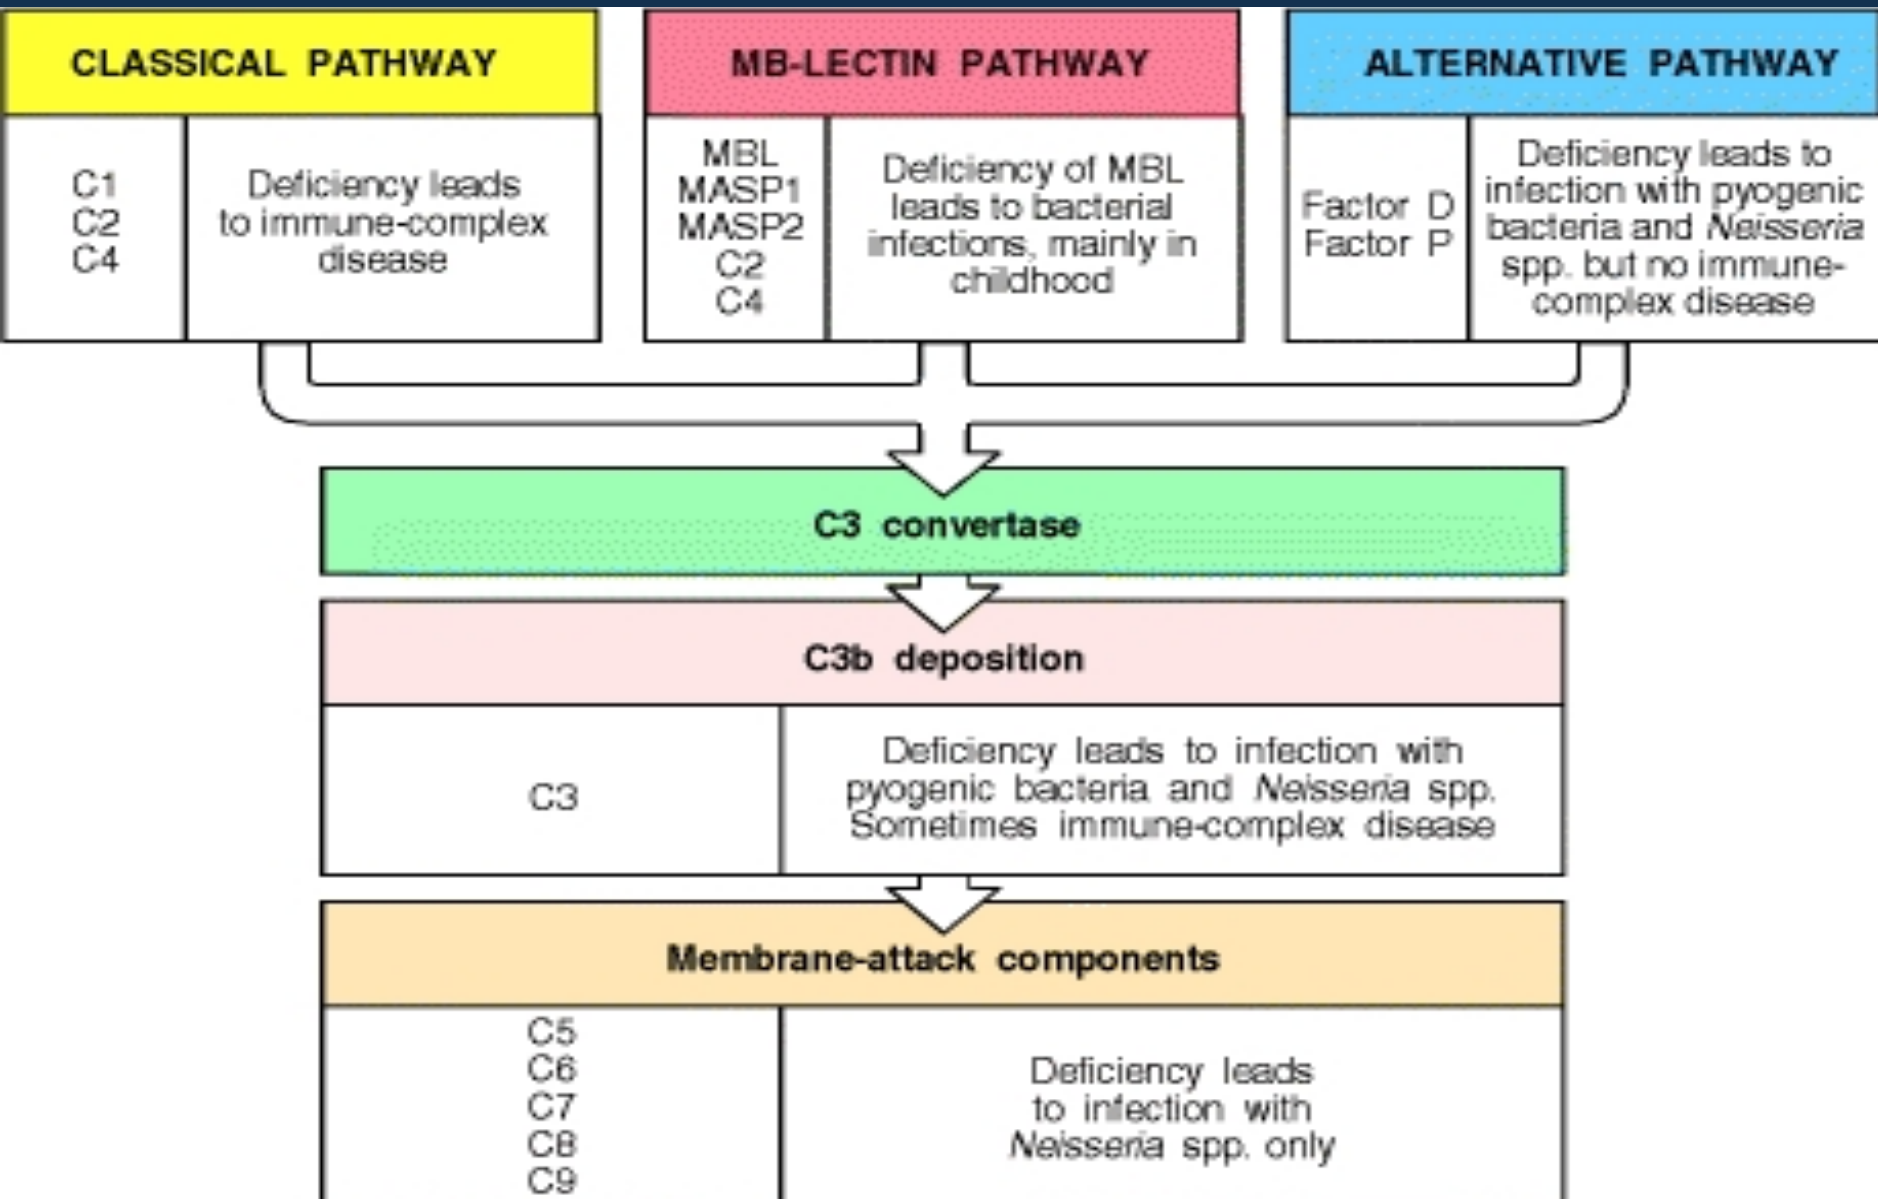 CLASSICAL PATHWAY
C1
C2
C4
Deficiency leads
to immune-complex
disease
MB-LECTIN PATHWAY
MBL
MASP1
MASP2
C2
C4
Deficiency of MBL
leads to bacterial
infections, mainly in
childhood
ALTERNATIVE PATHWAY
Factor D
Factor P
Deficiency leads to
infection with pyogenic
bacteria and Neisseria
spp. but no immune-
complex disease
C3 convertase
C3b deposition
C3
Deficiency leads to infection with
pyogenic bacteria and Neisseria spp.
Sometimes immune-complex disease
Membrane-attack components
C5
C6
C7
C8
C9
Deficiency leads
to infection with
Neisseria spp. only